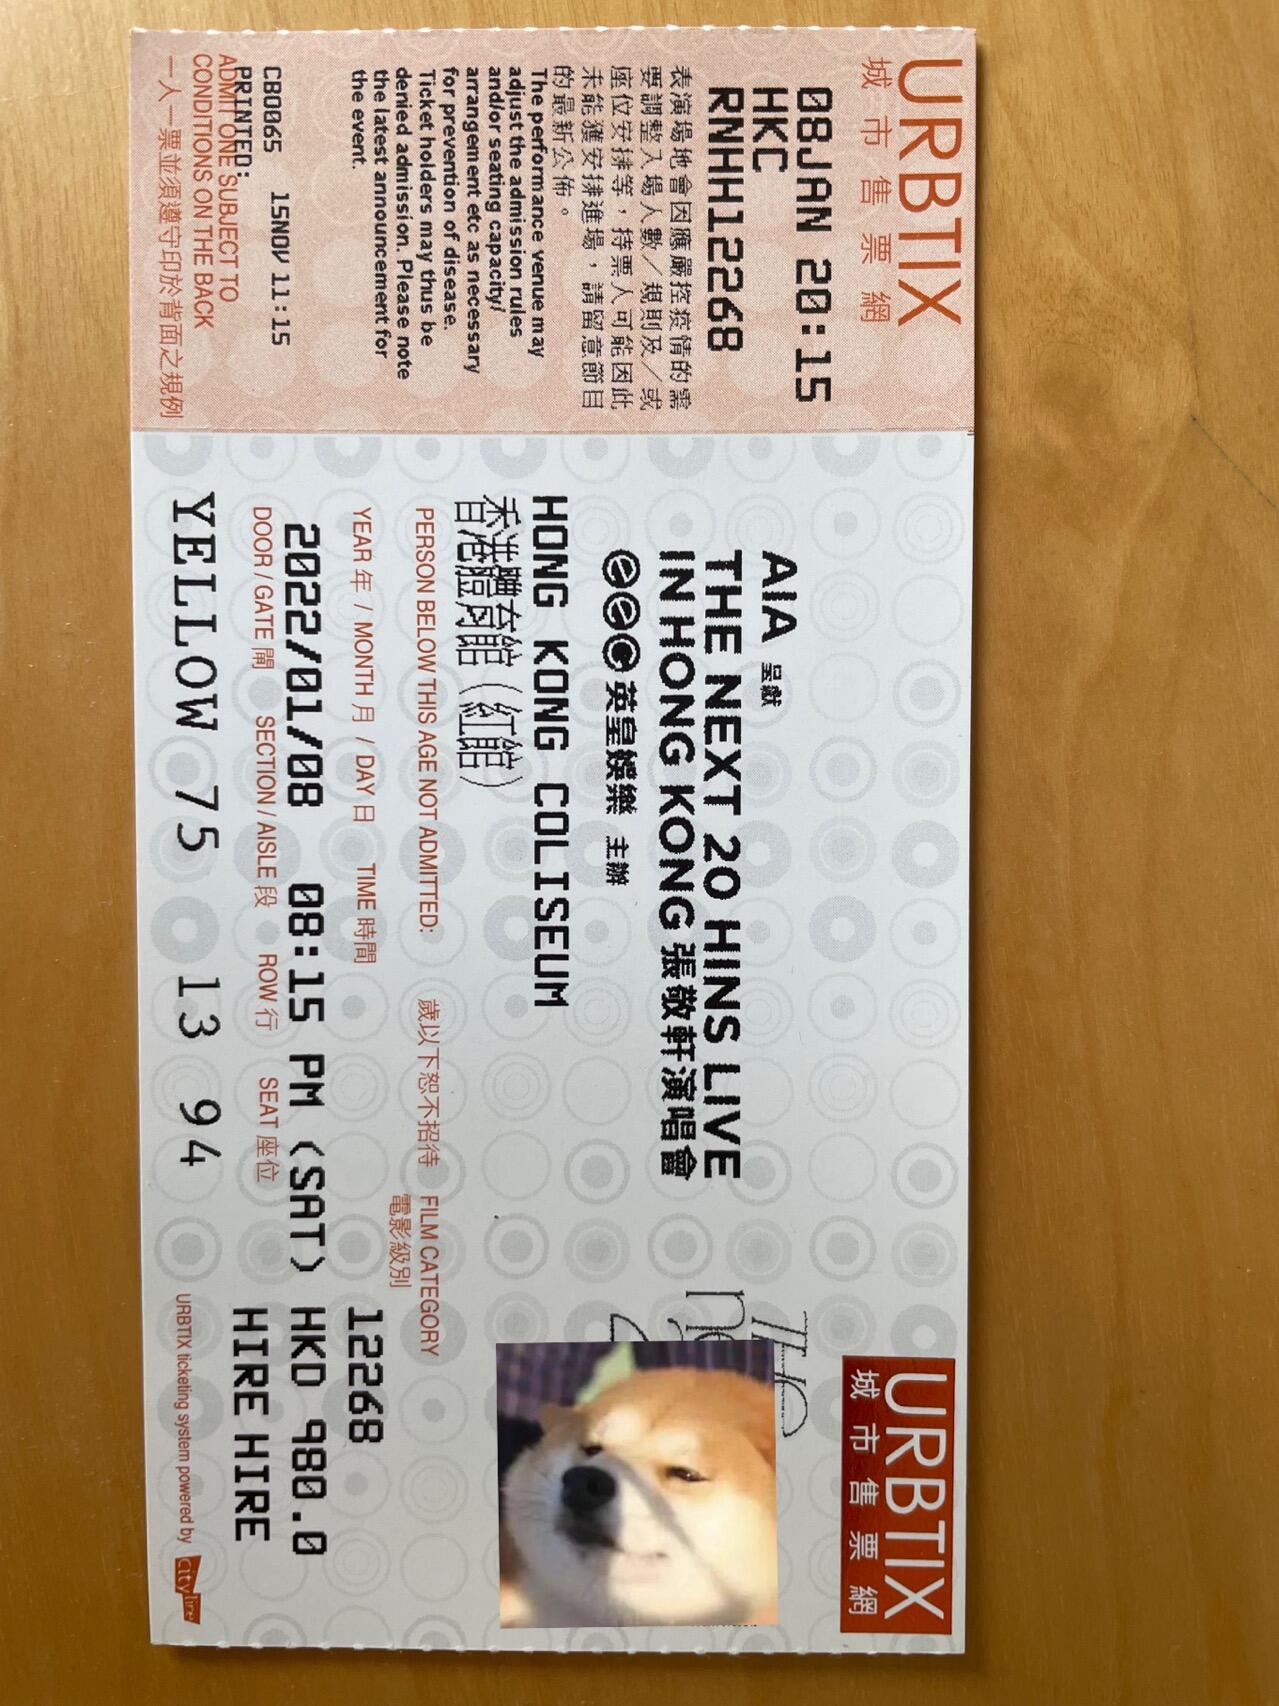 URBTIX
城市售票網
08JAN 20:15
HKC
RNHH12268
表演場地會因應嚴控疫情的需
要調整入場人數／規則及／或
座位安排等，持票人可能因此
未能獲安排進場，請留意節目
的最新公佈。
The performance venue may
adjust the admission rules
and/or seating capacity/
arrangement etc as necessary
for prevention of disease.
Ticket holders may thus be
denied admission. Please note
the latest announcement for
the event.
CB0065 15NOV 11:15
PRINTED:
ADMIT ONE SUBJECT TO
CONDITIONS ON THE BACK
一人一票並須遵守印於背面之規例
AIA 呈獻
THE NEXT 20 HINS LIVE
IN HONG KONG 張敬軒演唱會
eec 英皇娛樂 主辦
HONG KONG COLISEUM
香港體育館（紅館）
PERSON BELOW THIS AGE NOT ADMITTED: 歲以下恕不招待 FILM CATEGORY
電影級別
YEAR 年 / MONTH 月 / DAY 日 TIME 時間
12268
2022/01/08 08:15 PM (SAT) HKD 980.0
DOOR / GATE 閘 SECTION / AISLE 段 ROW 行 SEAT 座位
HIRE HIRE
YELLOW 75 13 94
URBTIX ticketing system powered by Cityline
The
URBTIX
城市售票網